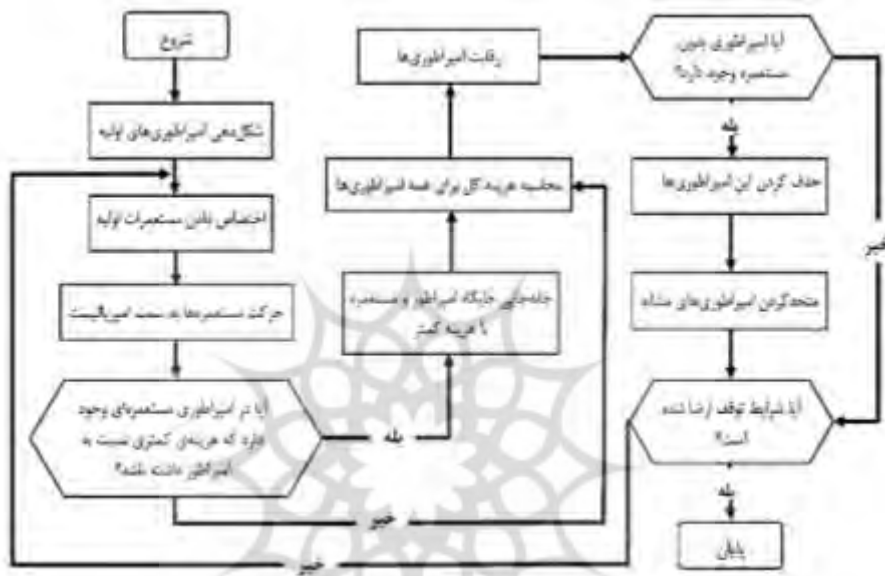 شروع
شکل‌دهی امپراطوری‌های اولیه
اختصاص دادن مستعمرات اولیه
حرکت مستعمره‌ها به سمت امپریالیست
آیا در امپراطوری مستعمره‌ای وجود
دارد که هزینه‌ی کمتری نسبت به
امپراطور داشته باشد؟
بله
خیر
جابه‌جایی جایگاه امپراطور و مستعمره
با هزینه کمتر
محاسبه هزینه کل برای همه امپراطوری‌ها
رقابت امپراطوری‌ها
آیا امپراطوری بدون
مستعمره وجود دارد؟
بله
خیر
حذف کردن این امپراطوری‌ها
متحدکردن امپراطوری‌های مشابه
آیا شرایط توقف ارضا شده
است؟
بله
خیر
پایان